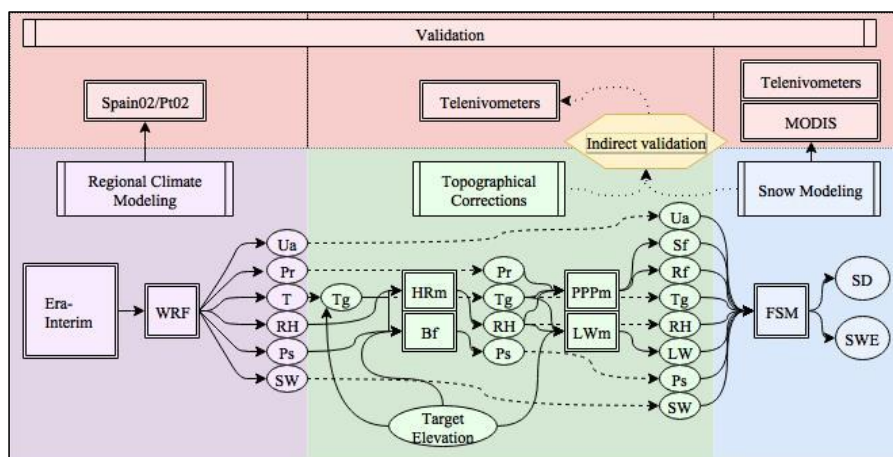 Validation
Spain02/Pt02
Telenivometers
Telenivometers
MODIS
Indirect validation
Regional Climate
Modeling
Topographical
Corrections
Snow Modeling
Ua
Ua
Sf
Pr
Pr
Rf
Era-
Interim
WRF
T
Tg
HRm
Tg
PPPm
Tg
FSM
SD
RH
Bf
RH
LWm
RH
SWE
Ps
Ps
LW
Ps
SW
SW
Target
Elevation